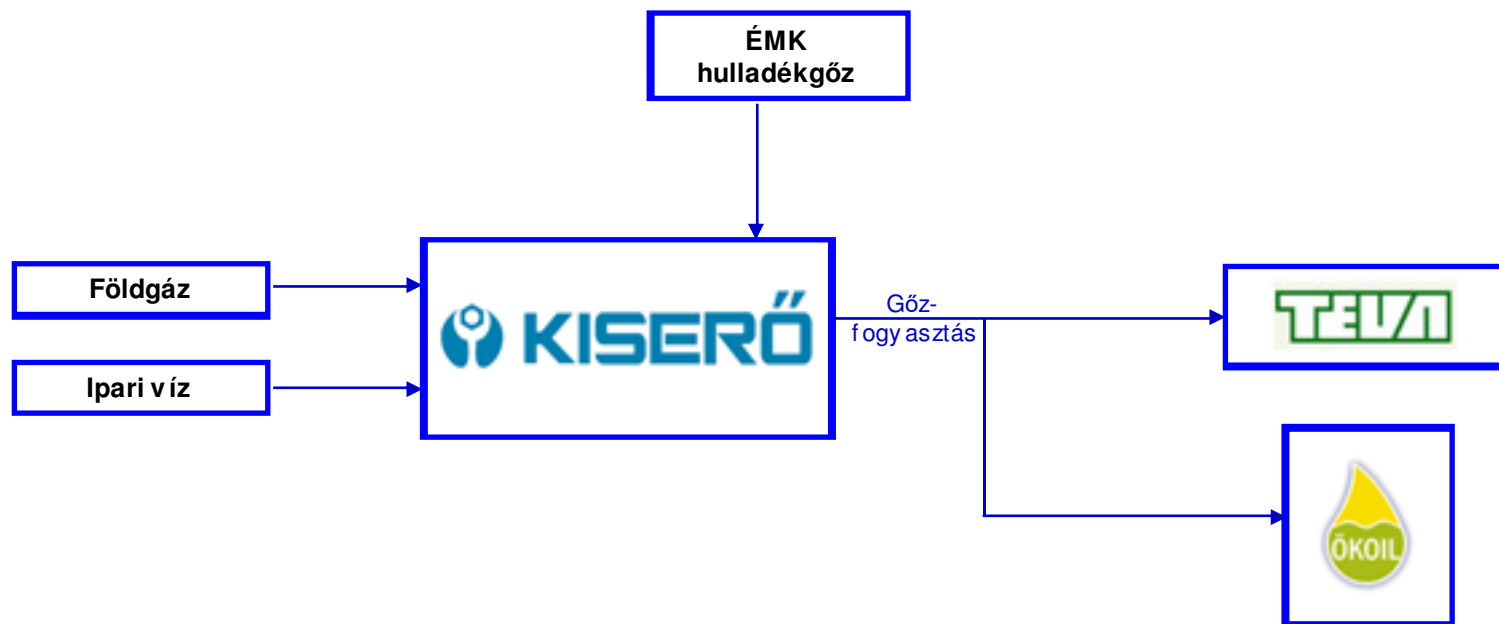 ÉMK
hulladékgőz
Földgáz
Ipari víz
KISERŐ
Gőz-
fogyasztás
TEVA
ÖKOIL